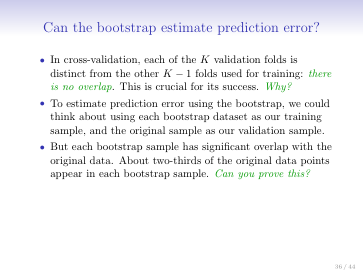 Can the bootstrap estimate prediction error?
• In cross-validation, each of the K validation folds is
distinct from the other K − 1 folds used for training: there
is no overlap. This is crucial for its success. Why?
• To estimate prediction error using the bootstrap, we could
think about using each bootstrap dataset as our training
sample, and the original sample as our validation sample.
• But each bootstrap sample has significant overlap with the
original data. About two-thirds of the original data points
appear in each bootstrap sample. Can you prove this?
36 / 44